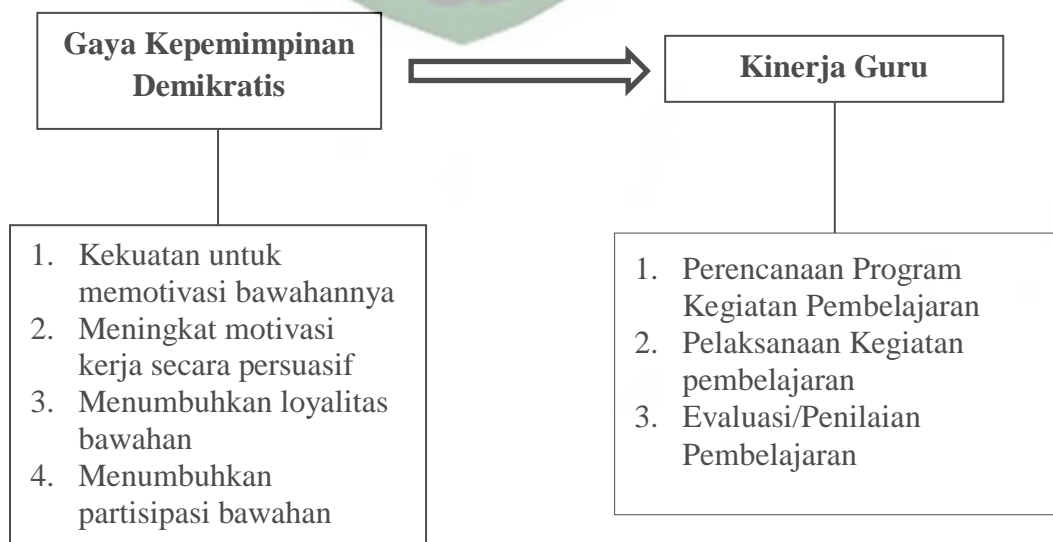 Gaya Kepemimpinan
Demikratis
Kinerja Guru
1. Kekuatan untuk
memotivasi bawahannya
2. Meningkat motivasi
kerja secara persuasif
3. Menumbuhkan loyalitas
bawahan
4. Menumbuhkan
partisipasi bawahan
1. Perencanaan Program
Kegiatan Pembelajaran
2. Pelaksanaan Kegiatan
pembelajaran
3. Evaluasi/Penilaian
Pembelajaran